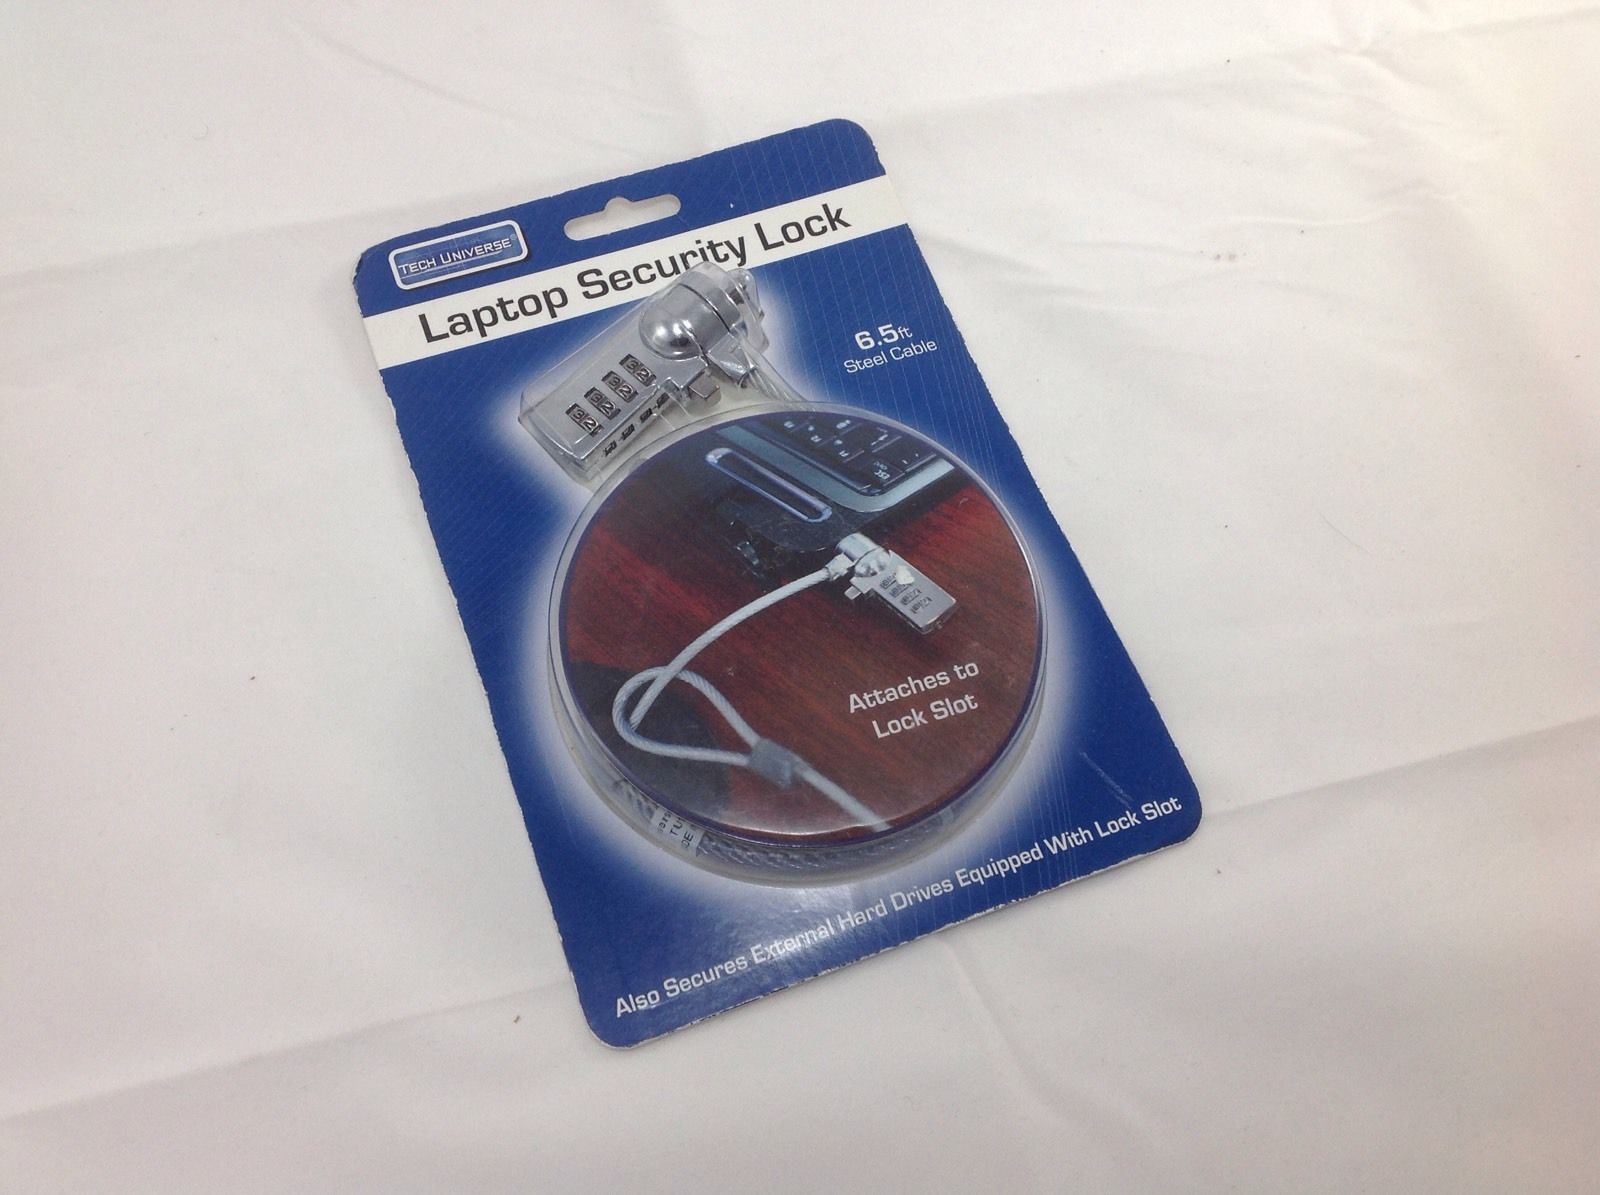 TECH UNIVERSE®
Laptop Security Lock
6.5ft
Steel Cable
Attaches to
Lock Slot
Also Secures External Hard Drives Equipped With Lock Slot